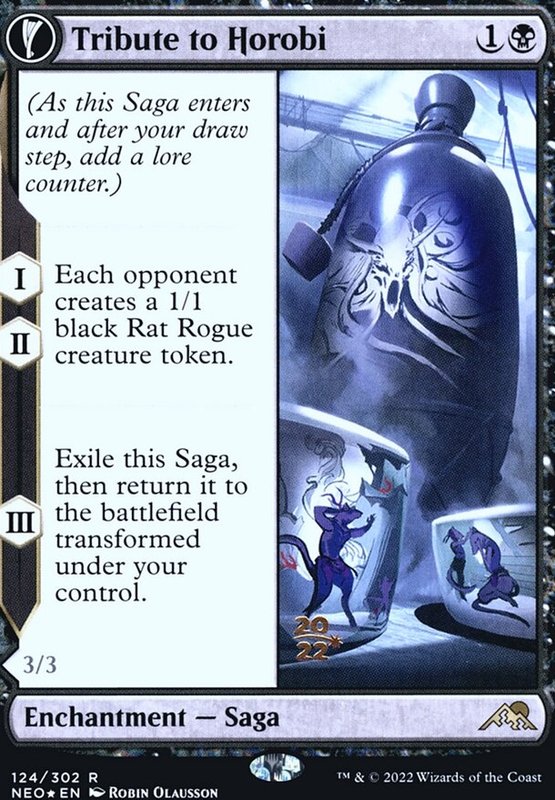 Tribute to Horobi 1
(As this Saga enters
and after your draw
step, add a lore
counter.)
I
II
Each opponent
creates a 1/1
black Rat Rogue
creature token.
III
Exile this Saga,
then return it to
the battlefield
transformed
under your
control.
20
22
3/3
Enchantment — Saga
124/302 R
NEO★EN Robin Olausson
™ & © 2022 Wizards of the Coast